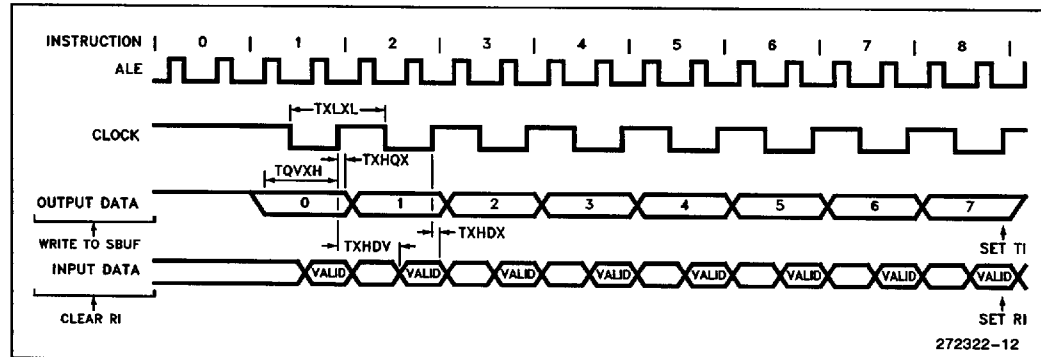 INSTRUCTION | 0 | 1 | 2 | 3 | 4 | 5 | 6 | 7 | 8 |
ALE
TXLXL
CLOCK
TQVXH TXHQX
OUTPUT DATA 0 1 2 3 4 5 6 7
WRITE TO SBUF TXHDV TXHDX SET TI
INPUT DATA VALID VALID VALID VALID VALID VALID VALID VALID
CLEAR RI SET RI
272322-12